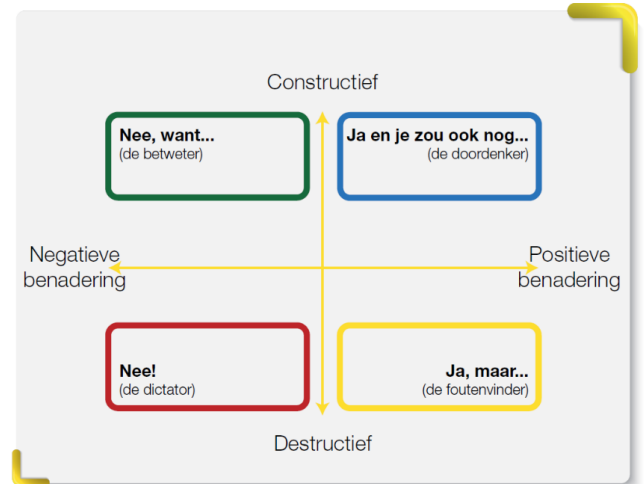 Constructief
Nee, want...
(de betweter)
Ja en je zou ook nog...
(de doordenker)
Negatieve
benadering
Positieve
benadering
Nee!
(de dictator)
Ja, maar...
(de foutenvinder)
Destructief